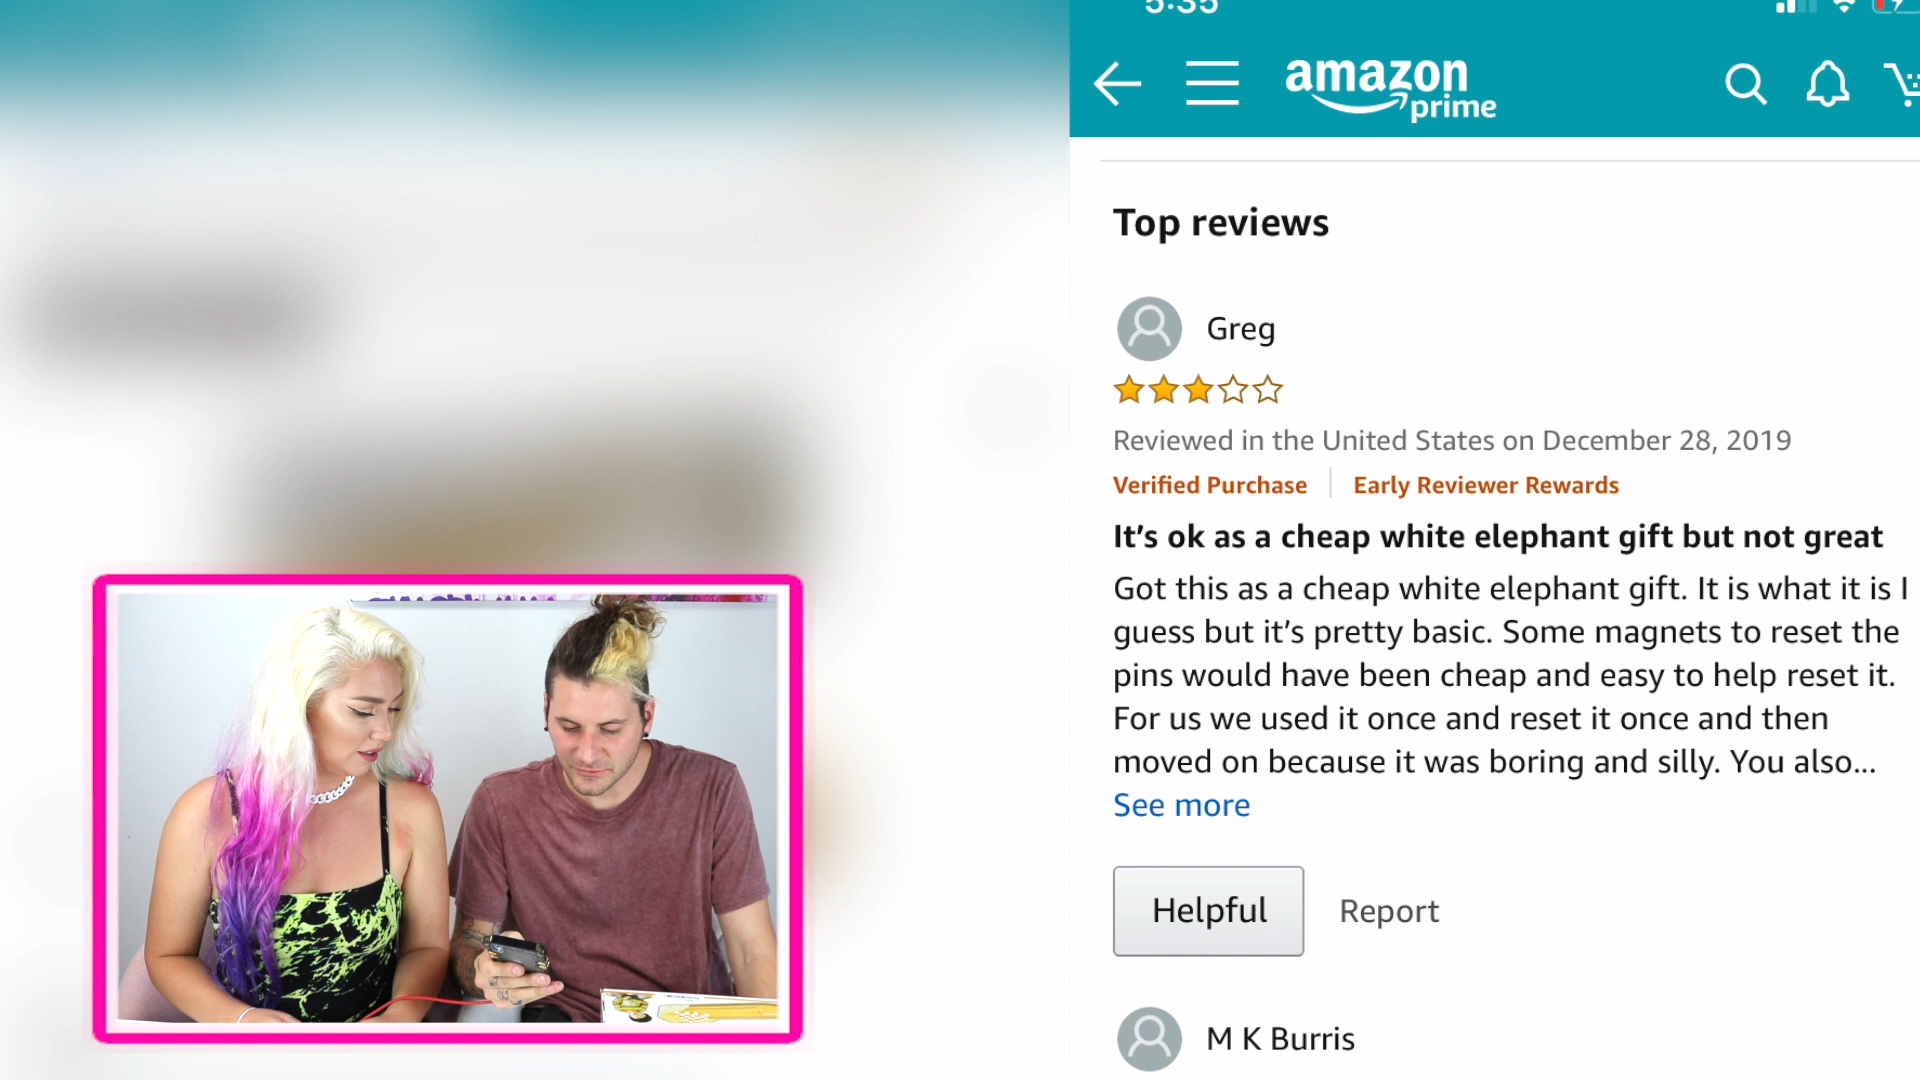 5:35
amazon
prime
Top reviews
Greg
Reviewed in the United States on December 28, 2019
Verified Purchase
Early Reviewer Rewards
It’s ok as a cheap white elephant gift but not great
Got this as a cheap white elephant gift. It is what it is I
guess but it’s pretty basic. Some magnets to reset the
pins would have been cheap and easy to help reset it.
For us we used it once and reset it once and then
moved on because it was boring and silly. You also...
See more
Helpful
Report
M K Burris